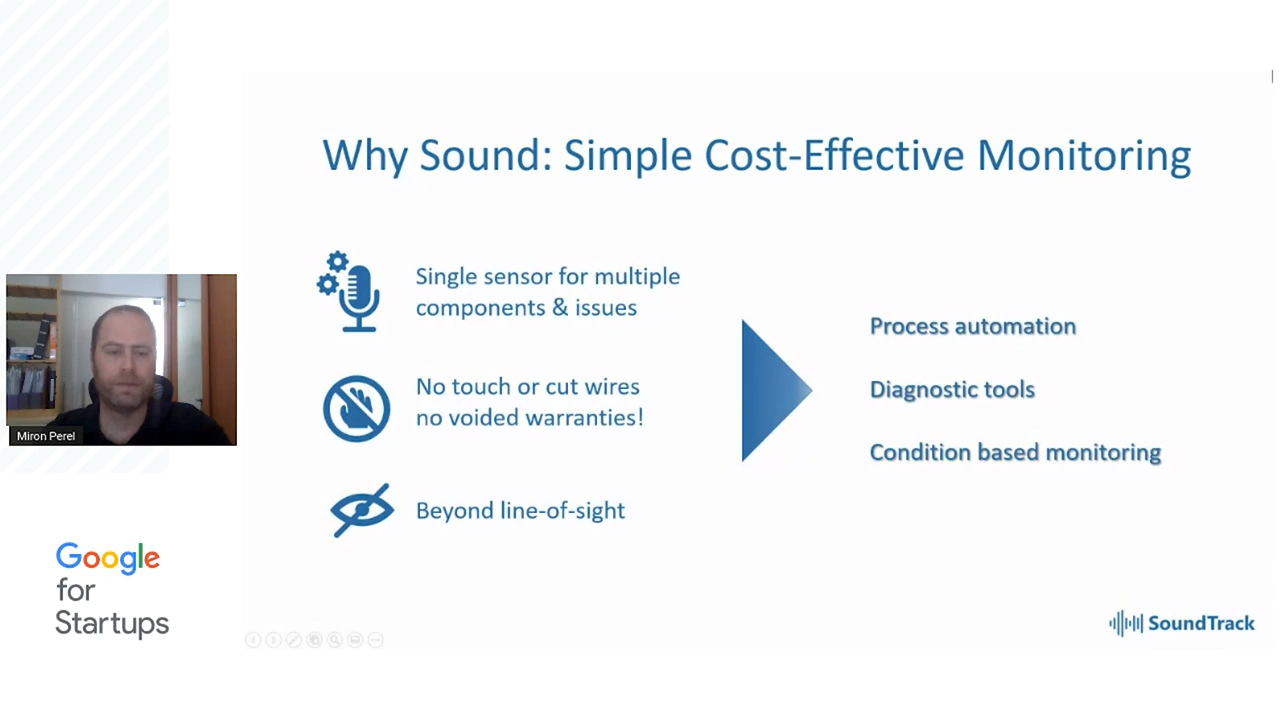 Why Sound: Simple Cost-Effective Monitoring
Single sensor for multiple
components & issues
No touch or cut wires
no voided warranties!
Beyond line-of-sight
Process automation
Diagnostic tools
Condition based monitoring
Miron Perel
Google
for
Startups
SoundTrack